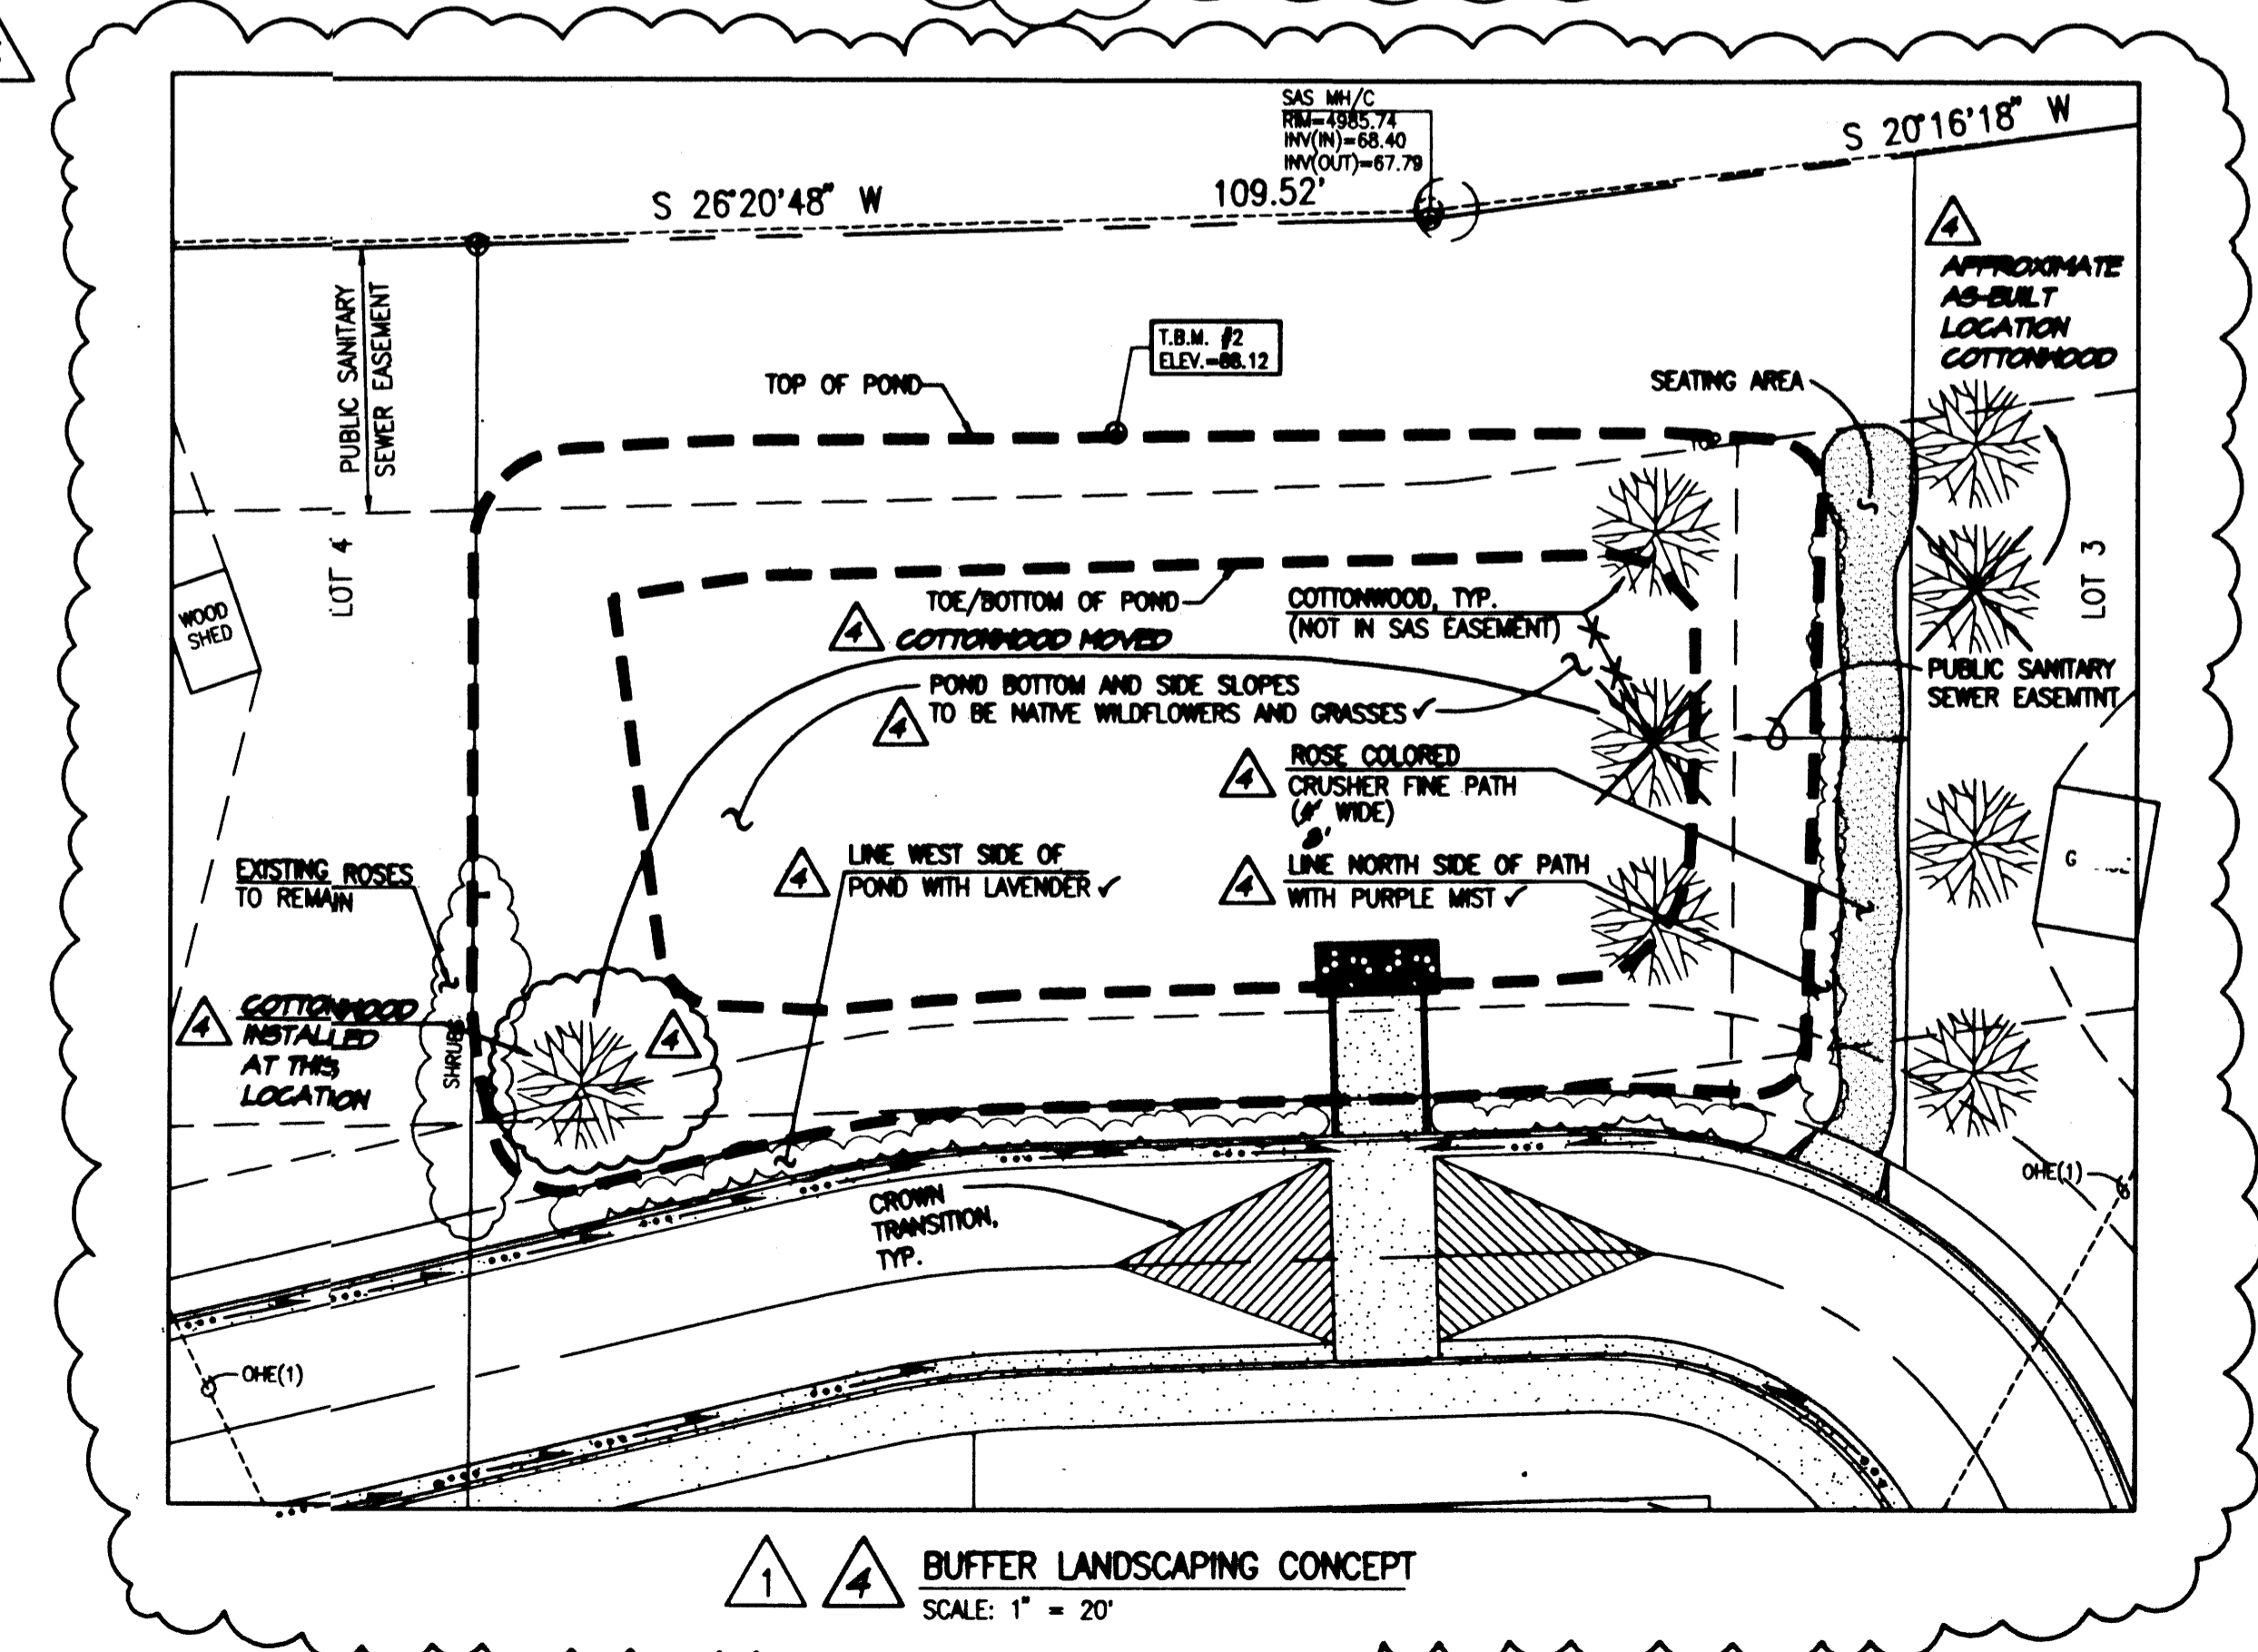 SAS MH/C
RIM=4985.74
INV(IN)=68.40
INV(OUT)=67.79
S 20°16'18" W
S 26°20'48" W
109.52'
4
APPROXIMATE
AS-BUILT
LOCATION
COTTONWOOD
PUBLIC SANITARY
SEWER EASEMENT
T.B.M. #2
ELEV.=88.12
TOP OF POND
SEATING AREA
TOP
LOT 4
LOT 3
WOOD
SHED
TOE/BOTTOM OF POND
COTTONWOOD, TYP.
(NOT IN SAS EASEMENT)
4
COTTONWOOD MOVED
PUBLIC SANITARY
SEWER EASEMTNT
POND BOTTOM AND SIDE SLOPES
4
TO BE NATIVE WILDFLOWERS AND GRASSES ✓
4
ROSE COLORED
CRUSHER FINE PATH
(4' WIDE)
8'
4
LINE WEST SIDE OF
POND WITH LAVENDER ✓
4
LINE NORTH SIDE OF PATH
WITH PURPLE MIST ✓
G
EXISTING ROSES
TO REMAIN
4
COTTONWOOD
INSTALLED
AT THIS
LOCATION
SHRUBS
4
CROWN
TRANSITION,
TYP.
OHE(1)
OHE(1)
1
4
BUFFER LANDSCAPING CONCEPT
SCALE: 1" = 20'